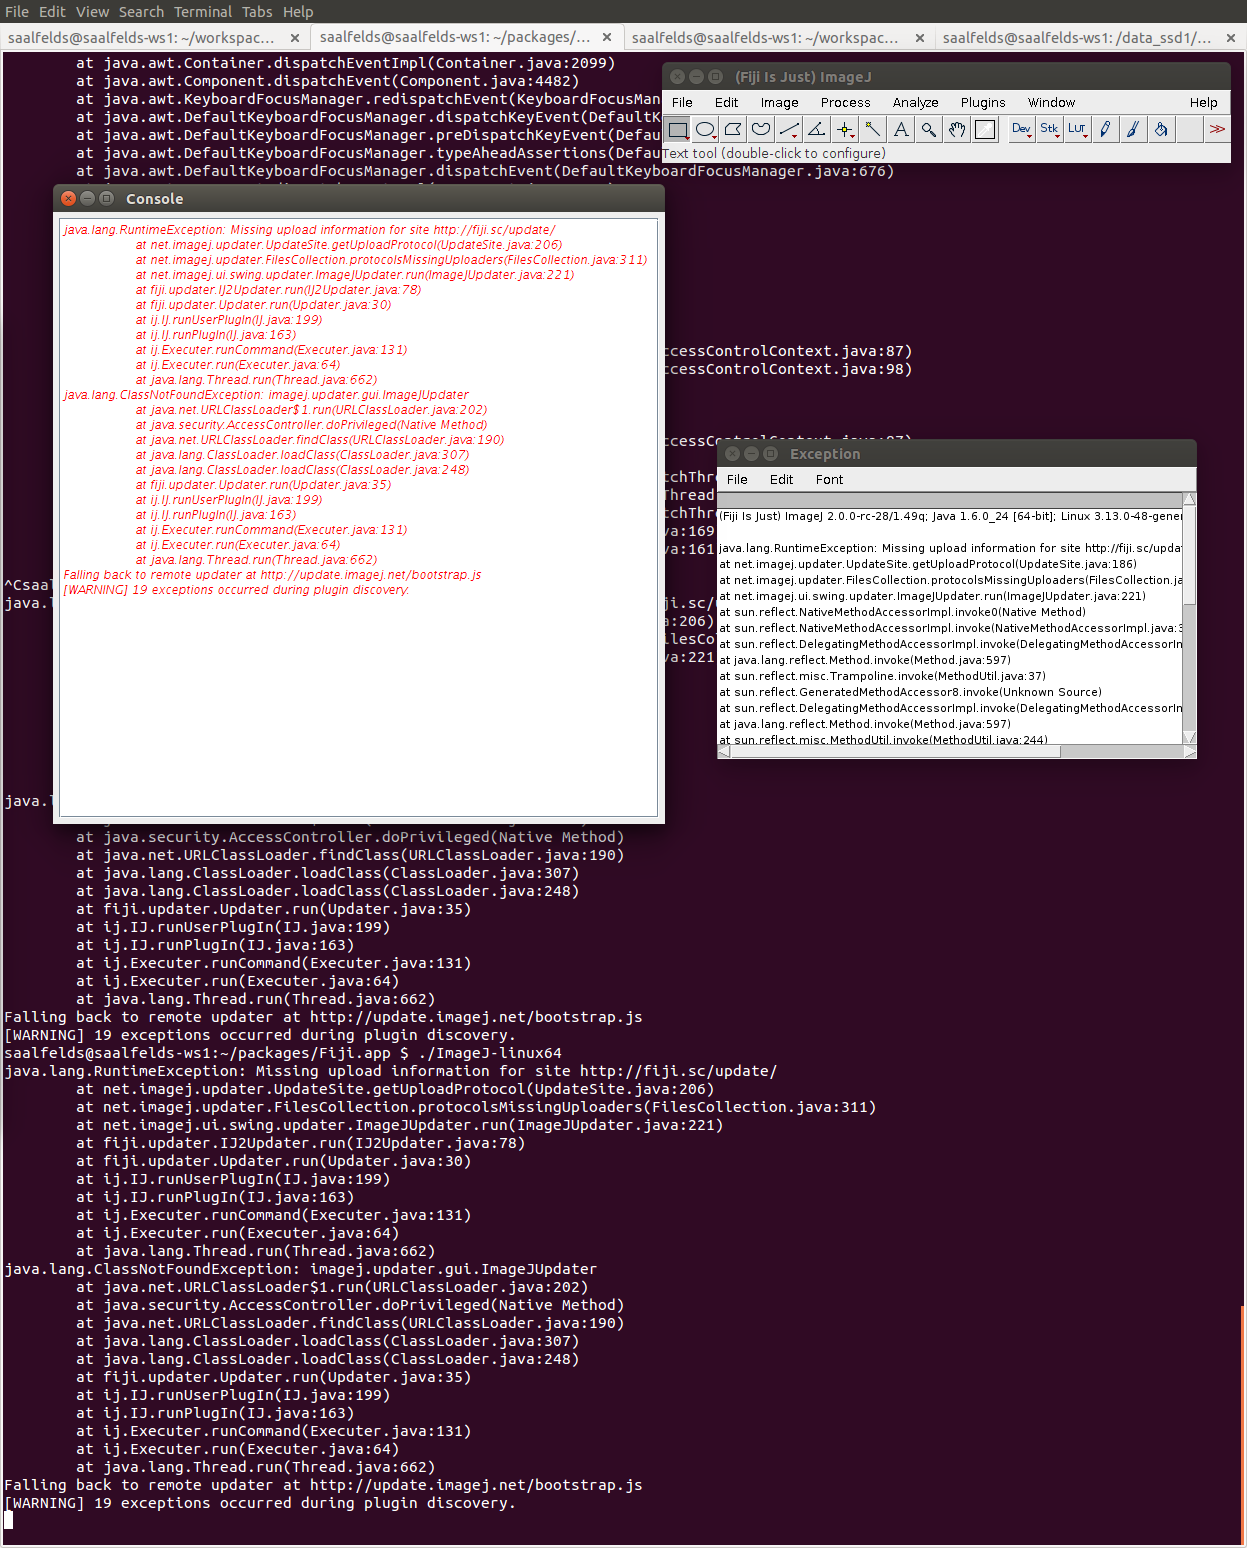 File Edit View Search Terminal Tabs Help
saalfelds@saalfelds-ws1: ~/workspac... × saalfelds@saalfelds-ws1: ~/packages/... × saalfelds@saalfelds-ws1: ~/workspac... × saalfelds@saalfelds-ws1: /data_ssd1/... ×
at java.awt.Container.dispatchEventImpl(Container.java:2099)
at java.awt.Component.dispatchEvent(Component.java:4482)
at java.awt.KeyboardFocusManager.redispatchEvent(KeyboardFocusMan
at java.awt.DefaultKeyboardFocusManager.dispatchKeyEvent(DefaultK
at java.awt.DefaultKeyboardFocusManager.preDispatchKeyEvent(Defau
at java.awt.DefaultKeyboardFocusManager.typeAheadAssertions(Defau
at java.awt.DefaultKeyboardFocusManager.dispatchEvent(DefaultKeyboardFocusManager.java:676)
(Fiji Is Just) ImageJ
File Edit Image Process Analyze Plugins Window Help
A Dev Stk LUT >>
Text tool (double-click to configure)
Console
java.lang.RuntimeException: Missing upload information for site http://fiji.sc/update/
at net.imagej.updater.UpdateSite.getUploadProtocol(UpdateSite.java:206)
at net.imagej.updater.FilesCollection.protocolsMissingUploaders(FilesCollection.java:311)
at net.imagej.ui.swing.updater.ImageJUpdater.run(ImageJUpdater.java:221)
at fiji.updater.IJ2Updater.run(IJ2Updater.java:78)
at fiji.updater.Updater.run(Updater.java:30)
at ij.IJ.runUserPlugIn(IJ.java:199)
at ij.IJ.runPlugIn(IJ.java:163)
at ij.Executer.runCommand(Executer.java:131)
at ij.Executer.run(Executer.java:64)
at java.lang.Thread.run(Thread.java:662)
java.lang.ClassNotFoundException: imagej.updater.gui.ImageJUpdater
at java.net.URLClassLoader$1.run(URLClassLoader.java:202)
at java.security.AccessController.doPrivileged(Native Method)
at java.net.URLClassLoader.findClass(URLClassLoader.java:190)
at java.lang.ClassLoader.loadClass(ClassLoader.java:307)
at java.lang.ClassLoader.loadClass(ClassLoader.java:248)
at fiji.updater.Updater.run(Updater.java:35)
at ij.IJ.runUserPlugIn(IJ.java:199)
at ij.IJ.runPlugIn(IJ.java:163)
at ij.Executer.runCommand(Executer.java:131)
at ij.Executer.run(Executer.java:64)
at java.lang.Thread.run(Thread.java:662)
Falling back to remote updater at http://update.imagej.net/bootstrap.js
[WARNING] 19 exceptions occurred during plugin discovery.
ccessControlContext.java:87)
ccessControlContext.java:98)
tchThr
Thread
tchThr
va:169
va:161
^Csaal
java.l
ji.sc/
a:206)
ilesCol
va:221
Exception
File Edit Font
(Fiji Is Just) ImageJ 2.0.0-rc-28/1.49q; Java 1.6.0_24 [64-bit]; Linux 3.13.0-48-gener
java.lang.RuntimeException: Missing upload information for site http://fiji.sc/updat
at net.imagej.updater.UpdateSite.getUploadProtocol(UpdateSite.java:186)
at net.imagej.updater.FilesCollection.protocolsMissingUploaders(FilesCollection.ja
at net.imagej.ui.swing.updater.ImageJUpdater.run(ImageJUpdater.java:221)
at sun.reflect.NativeMethodAccessorImpl.invoke0(Native Method)
at sun.reflect.NativeMethodAccessorImpl.invoke(NativeMethodAccessorImpl.java:3
at sun.reflect.DelegatingMethodAccessorImpl.invoke(DelegatingMethodAccessorIn
at java.lang.reflect.Method.invoke(Method.java:597)
at sun.reflect.misc.Trampoline.invoke(MethodUtil.java:37)
at sun.reflect.GeneratedMethodAccessor8.invoke(Unknown Source)
at sun.reflect.DelegatingMethodAccessorImpl.invoke(DelegatingMethodAccessorIn
at java.lang.reflect.Method.invoke(Method.java:597)
at sun.reflect.misc.MethodUtil.invoke(MethodUtil.java:244)
java.l
at java.security.AccessController.doPrivileged(Native Method)
at java.net.URLClassLoader.findClass(URLClassLoader.java:190)
at java.lang.ClassLoader.loadClass(ClassLoader.java:307)
at java.lang.ClassLoader.loadClass(ClassLoader.java:248)
at fiji.updater.Updater.run(Updater.java:35)
at ij.IJ.runUserPlugIn(IJ.java:199)
at ij.IJ.runPlugIn(IJ.java:163)
at ij.Executer.runCommand(Executer.java:131)
at ij.Executer.run(Executer.java:64)
at java.lang.Thread.run(Thread.java:662)
Falling back to remote updater at http://update.imagej.net/bootstrap.js
[WARNING] 19 exceptions occurred during plugin discovery.
saalfelds@saalfelds-ws1:~/packages/Fiji.app $ ./ImageJ-linux64
java.lang.RuntimeException: Missing upload information for site http://fiji.sc/update/
at net.imagej.updater.UpdateSite.getUploadProtocol(UpdateSite.java:206)
at net.imagej.updater.FilesCollection.protocolsMissingUploaders(FilesCollection.java:311)
at net.imagej.ui.swing.updater.ImageJUpdater.run(ImageJUpdater.java:221)
at fiji.updater.IJ2Updater.run(IJ2Updater.java:78)
at fiji.updater.Updater.run(Updater.java:30)
at ij.IJ.runUserPlugIn(IJ.java:199)
at ij.IJ.runPlugIn(IJ.java:163)
at ij.Executer.runCommand(Executer.java:131)
at ij.Executer.run(Executer.java:64)
at java.lang.Thread.run(Thread.java:662)
java.lang.ClassNotFoundException: imagej.updater.gui.ImageJUpdater
at java.net.URLClassLoader$1.run(URLClassLoader.java:202)
at java.security.AccessController.doPrivileged(Native Method)
at java.net.URLClassLoader.findClass(URLClassLoader.java:190)
at java.lang.ClassLoader.loadClass(ClassLoader.java:307)
at java.lang.ClassLoader.loadClass(ClassLoader.java:248)
at fiji.updater.Updater.run(Updater.java:35)
at ij.IJ.runUserPlugIn(IJ.java:199)
at ij.IJ.runPlugIn(IJ.java:163)
at ij.Executer.runCommand(Executer.java:131)
at ij.Executer.run(Executer.java:64)
at java.lang.Thread.run(Thread.java:662)
Falling back to remote updater at http://update.imagej.net/bootstrap.js
[WARNING] 19 exceptions occurred during plugin discovery.